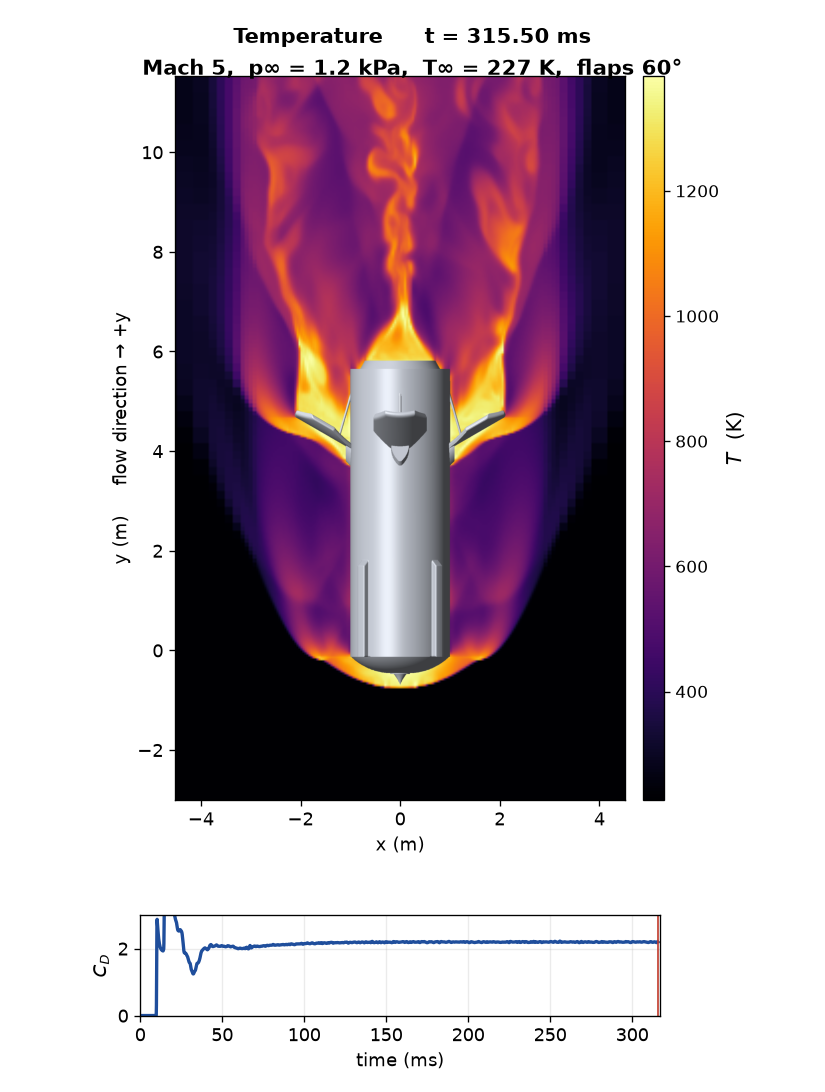 Temperature t = 315.50 ms
Mach 5, p∞ = 1.2 kPa, T∞ = 227 K, flaps 60°
10
8
6
4
2
0
−2
y (m) flow direction → +y
−4 −2 0 2 4
x (m)
1200
1000
800
600
400
T (K)
2
0
C_D
0 50 100 150 200 250 300
time (ms)